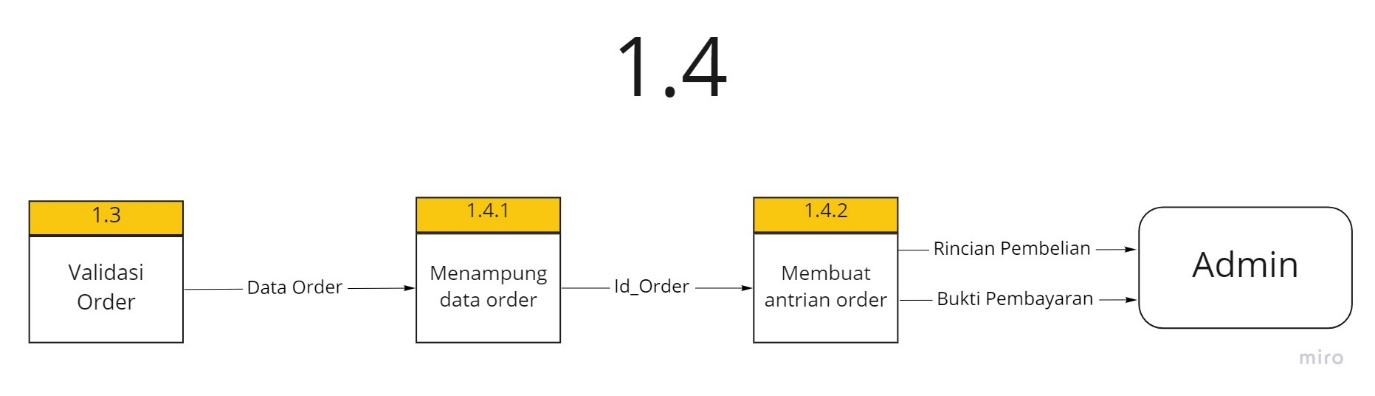 1.4
1.3
Validasi
Order
Data Order
1.4.1
Menampung
data order
Id_Order
1.4.2
Membuat
antrian order
Rincian Pembelian
Bukti Pembayaran
Admin
miro